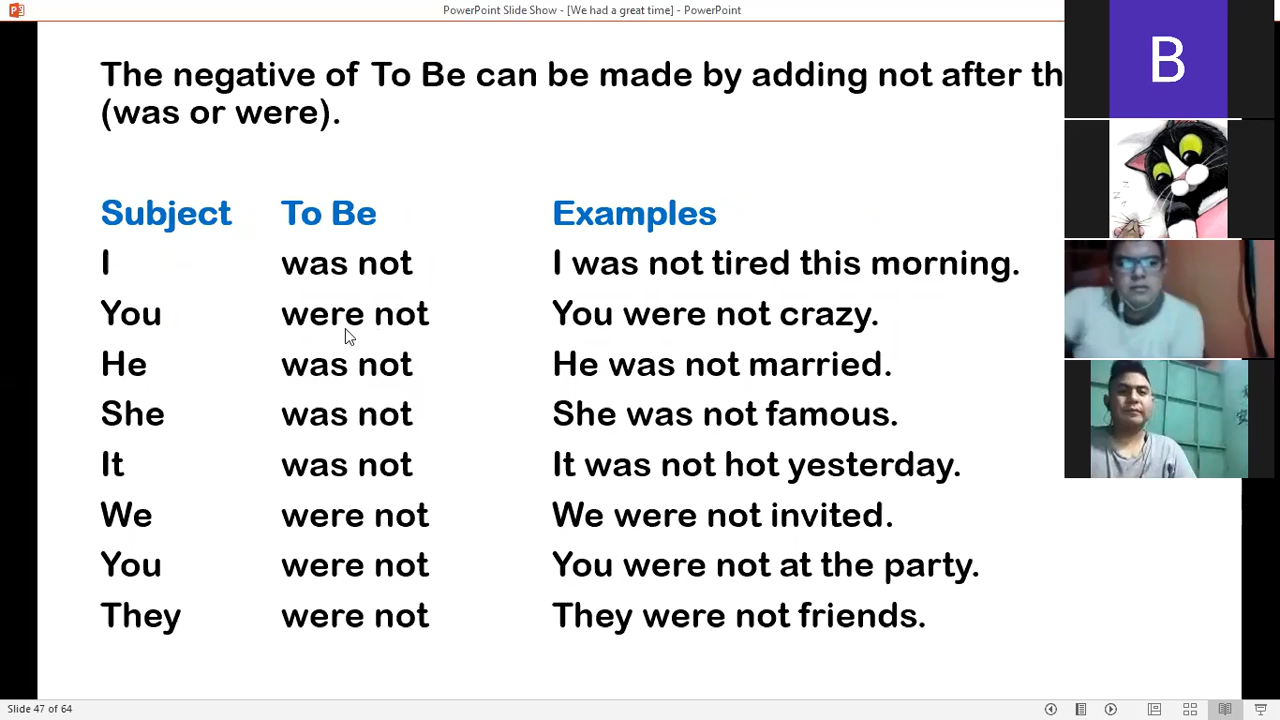 PowerPoint Slide Show - [We had a great time] - PowerPoint
The negative of To Be can be made by adding not after th
(was or were).
B
Subject To Be Examples
I was not I was not tired this morning.
You were not You were not crazy.
He was not He was not married.
She was not She was not famous.
It was not It was not hot yesterday.
We were not We were not invited.
You were not You were not at the party.
They were not They were not friends.
Slide 47 of 64